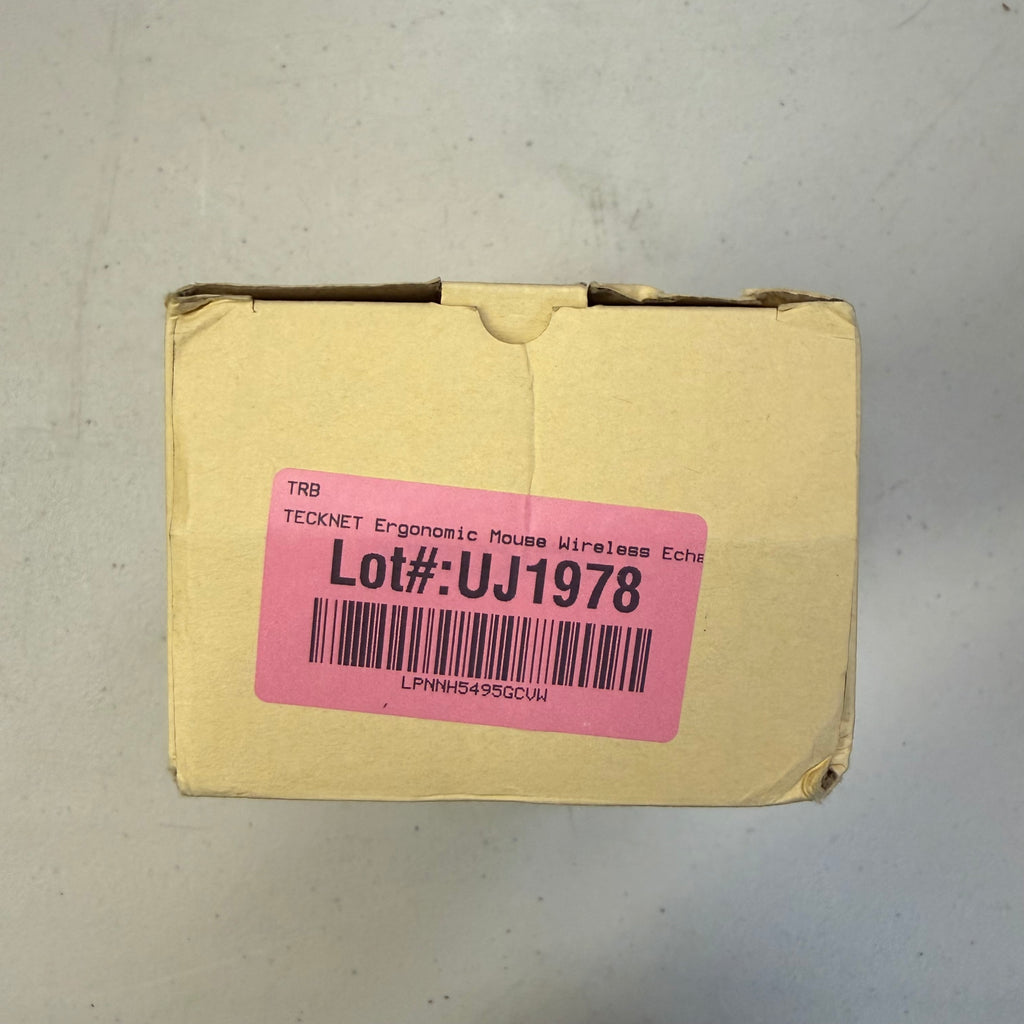 TRB
TECKNET Ergonomic Mouse Wireless Echa
Lot#:UJ1978
LPNNH5495GCVW